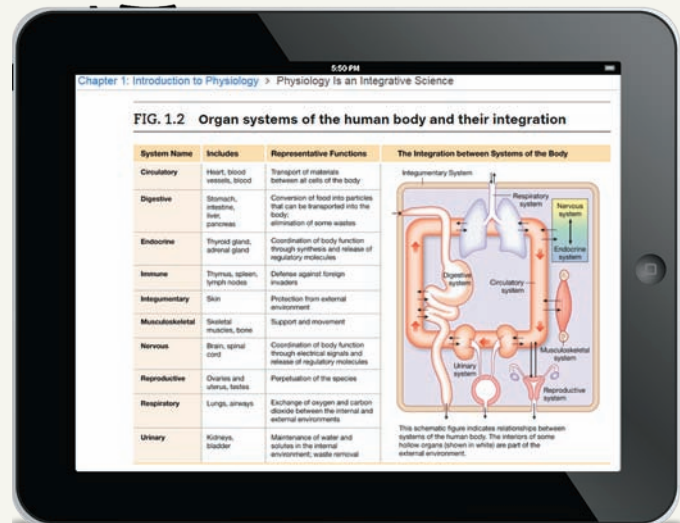 5:50 PM
Chapter 1: Introduction to Physiology > Physiology Is an Integrative Science
FIG. 1.2 Organ systems of the human body and their integration
System Name Includes Representative Functions The Integration between Systems of the Body
Circulatory Heart, blood Transport of materials
vessels, blood between all cells of the body
Digestive Stomach, Conversion of food into particles
intestine, that can be transported into the
liver, body;
pancreas elimination of some wastes
Endocrine Thyroid gland, Coordination of body function
adrenal gland through synthesis and release of
regulatory molecules
Immune Thymus, spleen, Defense against foreign
lymph nodes invaders
Integumentary Skin Protection from external
environment
Musculoskeletal Skeletal Support and movement
muscles, bone
Nervous Brain, spinal Coordination of body function
cord through electrical signals and
release of regulatory molecules
Reproductive Ovaries and Perpetuation of the species
uterus, testes
Respiratory Lungs, airways Exchange of oxygen and carbon
dioxide between the internal and
external environments
Urinary Kidneys, Maintenance of water and
bladder solutes in the internal
environment; waste removal
Integumentary System
Respiratory
system
Nervous
system
Endocrine
system
Digestive
system
Circulatory
system
Musculoskeletal
system
Urinary
system
Reproductive
system
This schematic figure indicates relationships between
systems of the human body. The interiors of some
hollow organs (shown in white) are part of the
external environment.